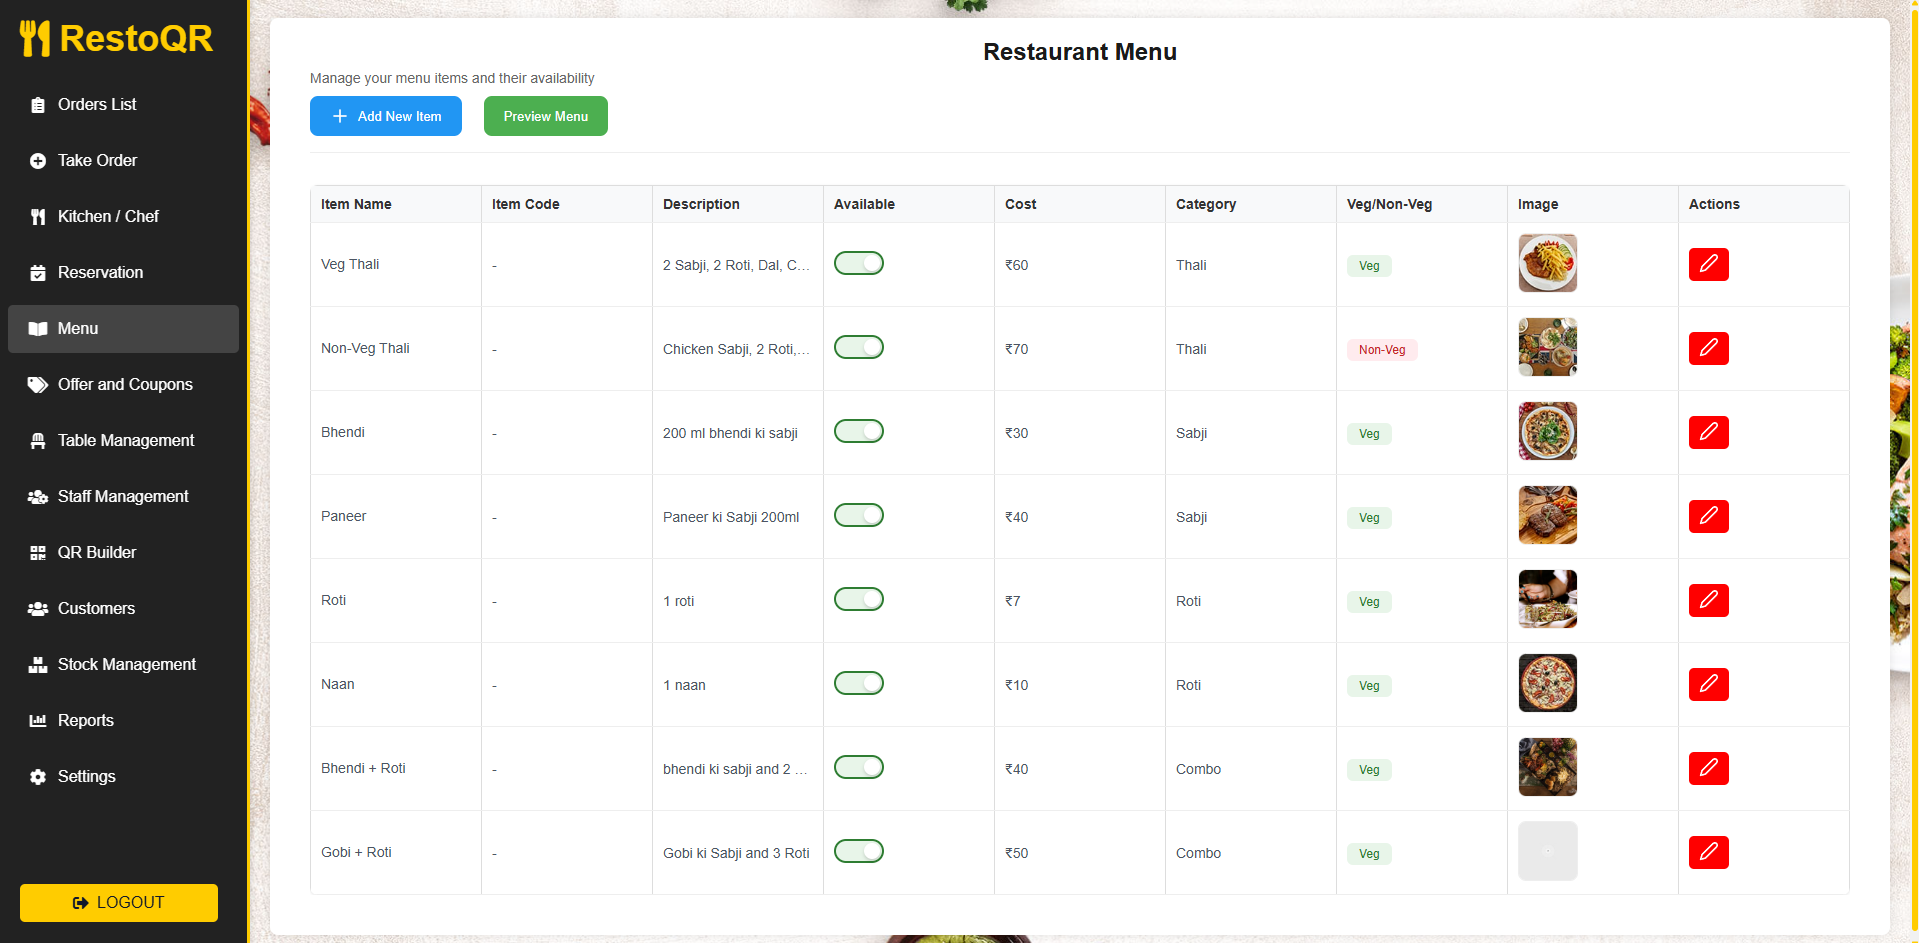 RestoQR
Orders List
Take Order
Kitchen / Chef
Reservation
Menu
Offer and Coupons
Table Management
Staff Management
QR Builder
Customers
Stock Management
Reports
Settings
LOGOUT
Restaurant Menu
Manage your menu items and their availability
Add New Item
Preview Menu
Item Name Item Code Description Available Cost Category Veg/Non-Veg Image Actions
Veg Thali - 2 Sabji, 2 Roti, Dal, C... ₹60 Thali Veg
Non-Veg Thali - Chicken Sabji, 2 Roti,... ₹70 Thali Non-Veg
Bhendi - 200 ml bhendi ki sabji ₹30 Sabji Veg
Paneer - Paneer ki Sabji 200ml ₹40 Sabji Veg
Roti - 1 roti ₹7 Roti Veg
Naan - 1 naan ₹10 Roti Veg
Bhendi + Roti - bhendi ki sabji and 2 ... ₹40 Combo Veg
Gobi + Roti - Gobi ki Sabji and 3 Roti ₹50 Combo Veg